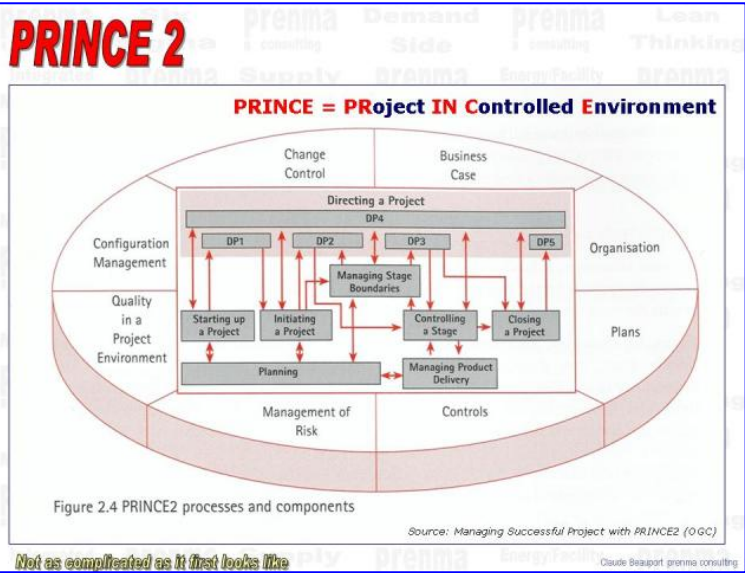 PRINCE 2
PRINCE = PRoject IN Controlled Environment
Change
Control
Business
Case
Configuration
Management
Organisation
Quality
in a
Project
Environment
Plans
Management of
Risk
Controls
Directing a Project
DP4
DP1
DP2
DP3
DP5
Managing Stage
Boundaries
Starting up
a Project
Initiating
a Project
Controlling
a Stage
Closing
a Project
Planning
Managing Product
Delivery
Figure 2.4 PRINCE2 processes and components
Source: Managing Successful Project with PRINCE2 (OGC)
Not as complicated as it first looks like
Claude Beauport prenma consulting